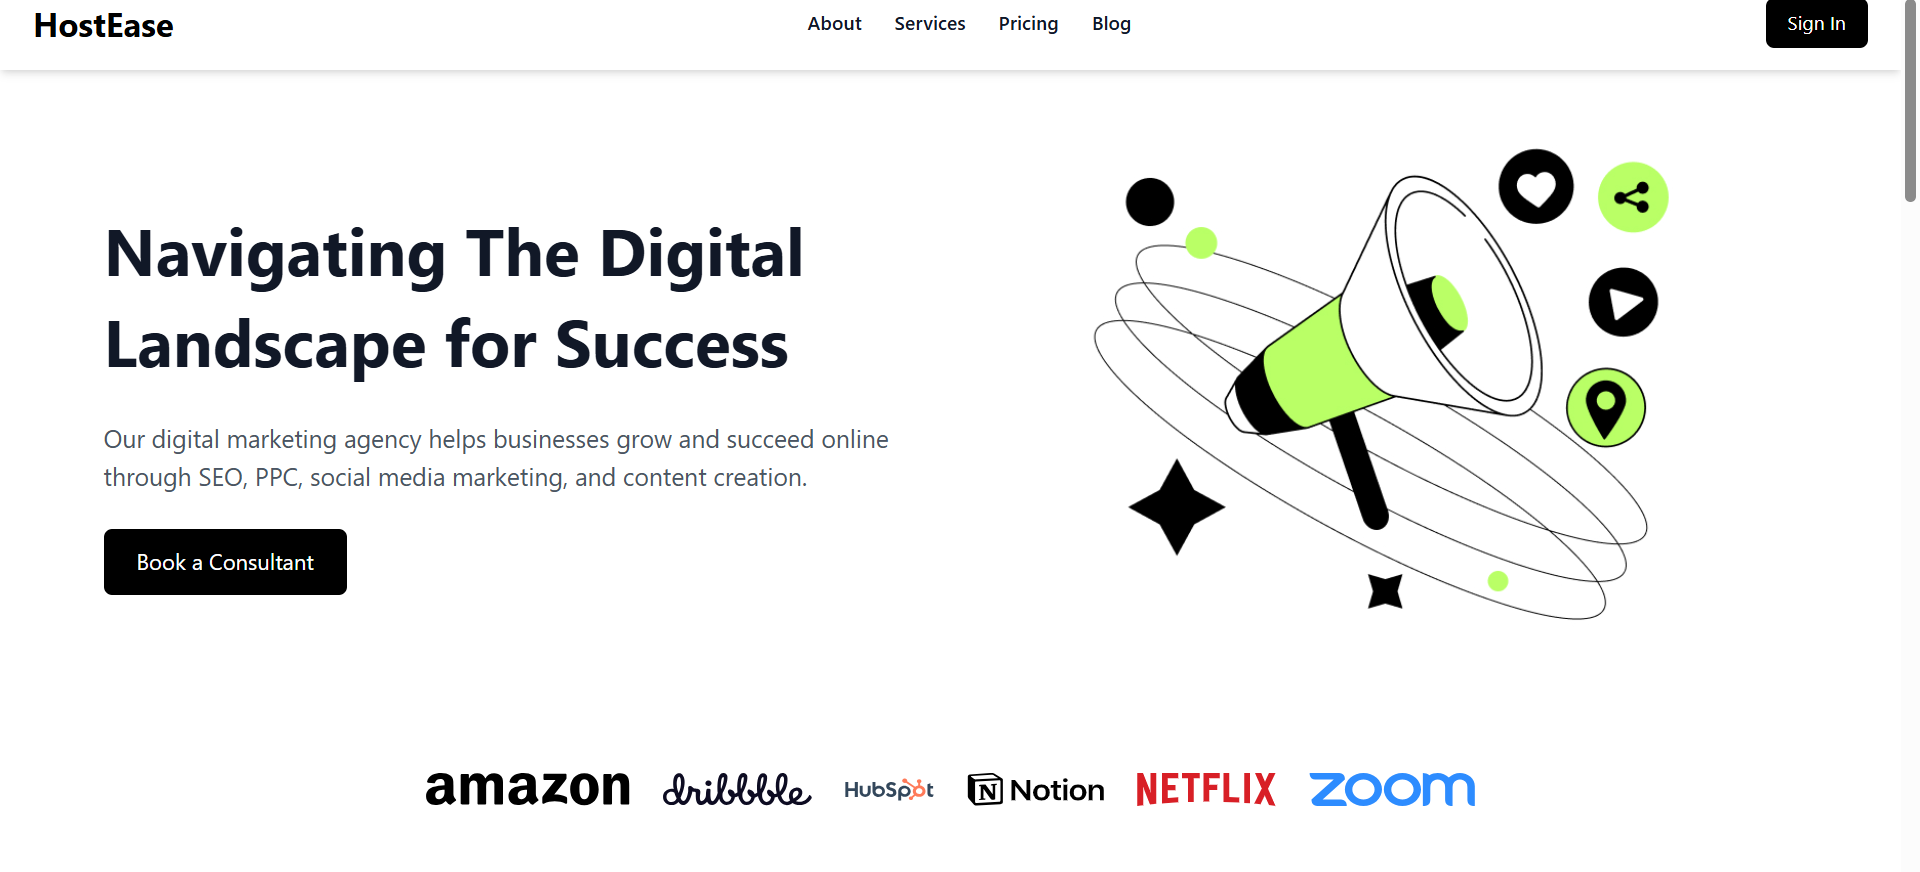 HostEase
About
Services
Pricing
Blog
Sign In
Navigating The Digital
Landscape for Success
Our digital marketing agency helps businesses grow and succeed online
through SEO, PPC, social media marketing, and content creation.
Book a Consultant
amazon
dribbble
HubSpot
N Notion
NETFLIX
zoom